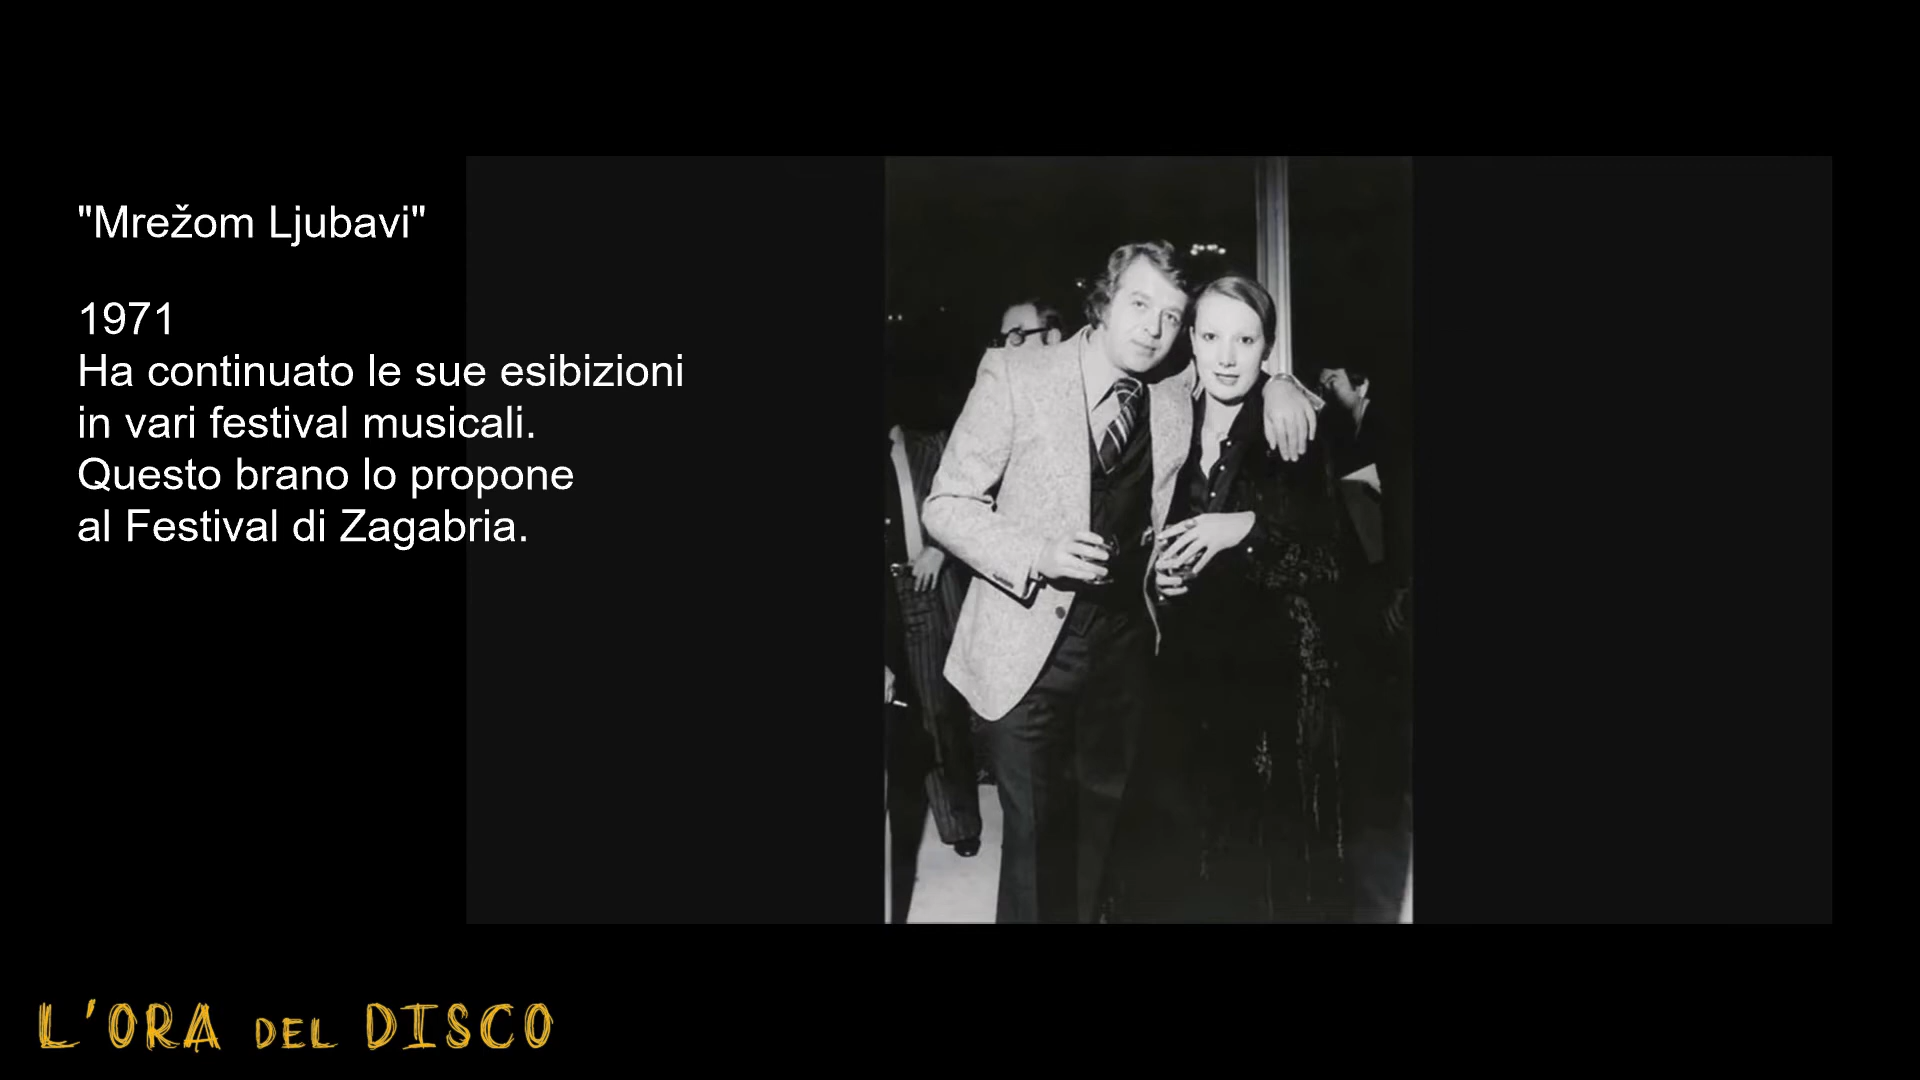 "Mrežom Ljubavi"
1971
Ha continuato le sue esibizioni
in vari festival musicali.
Questo brano lo propone
al Festival di Zagabria.
L'ORA DEL DISCO